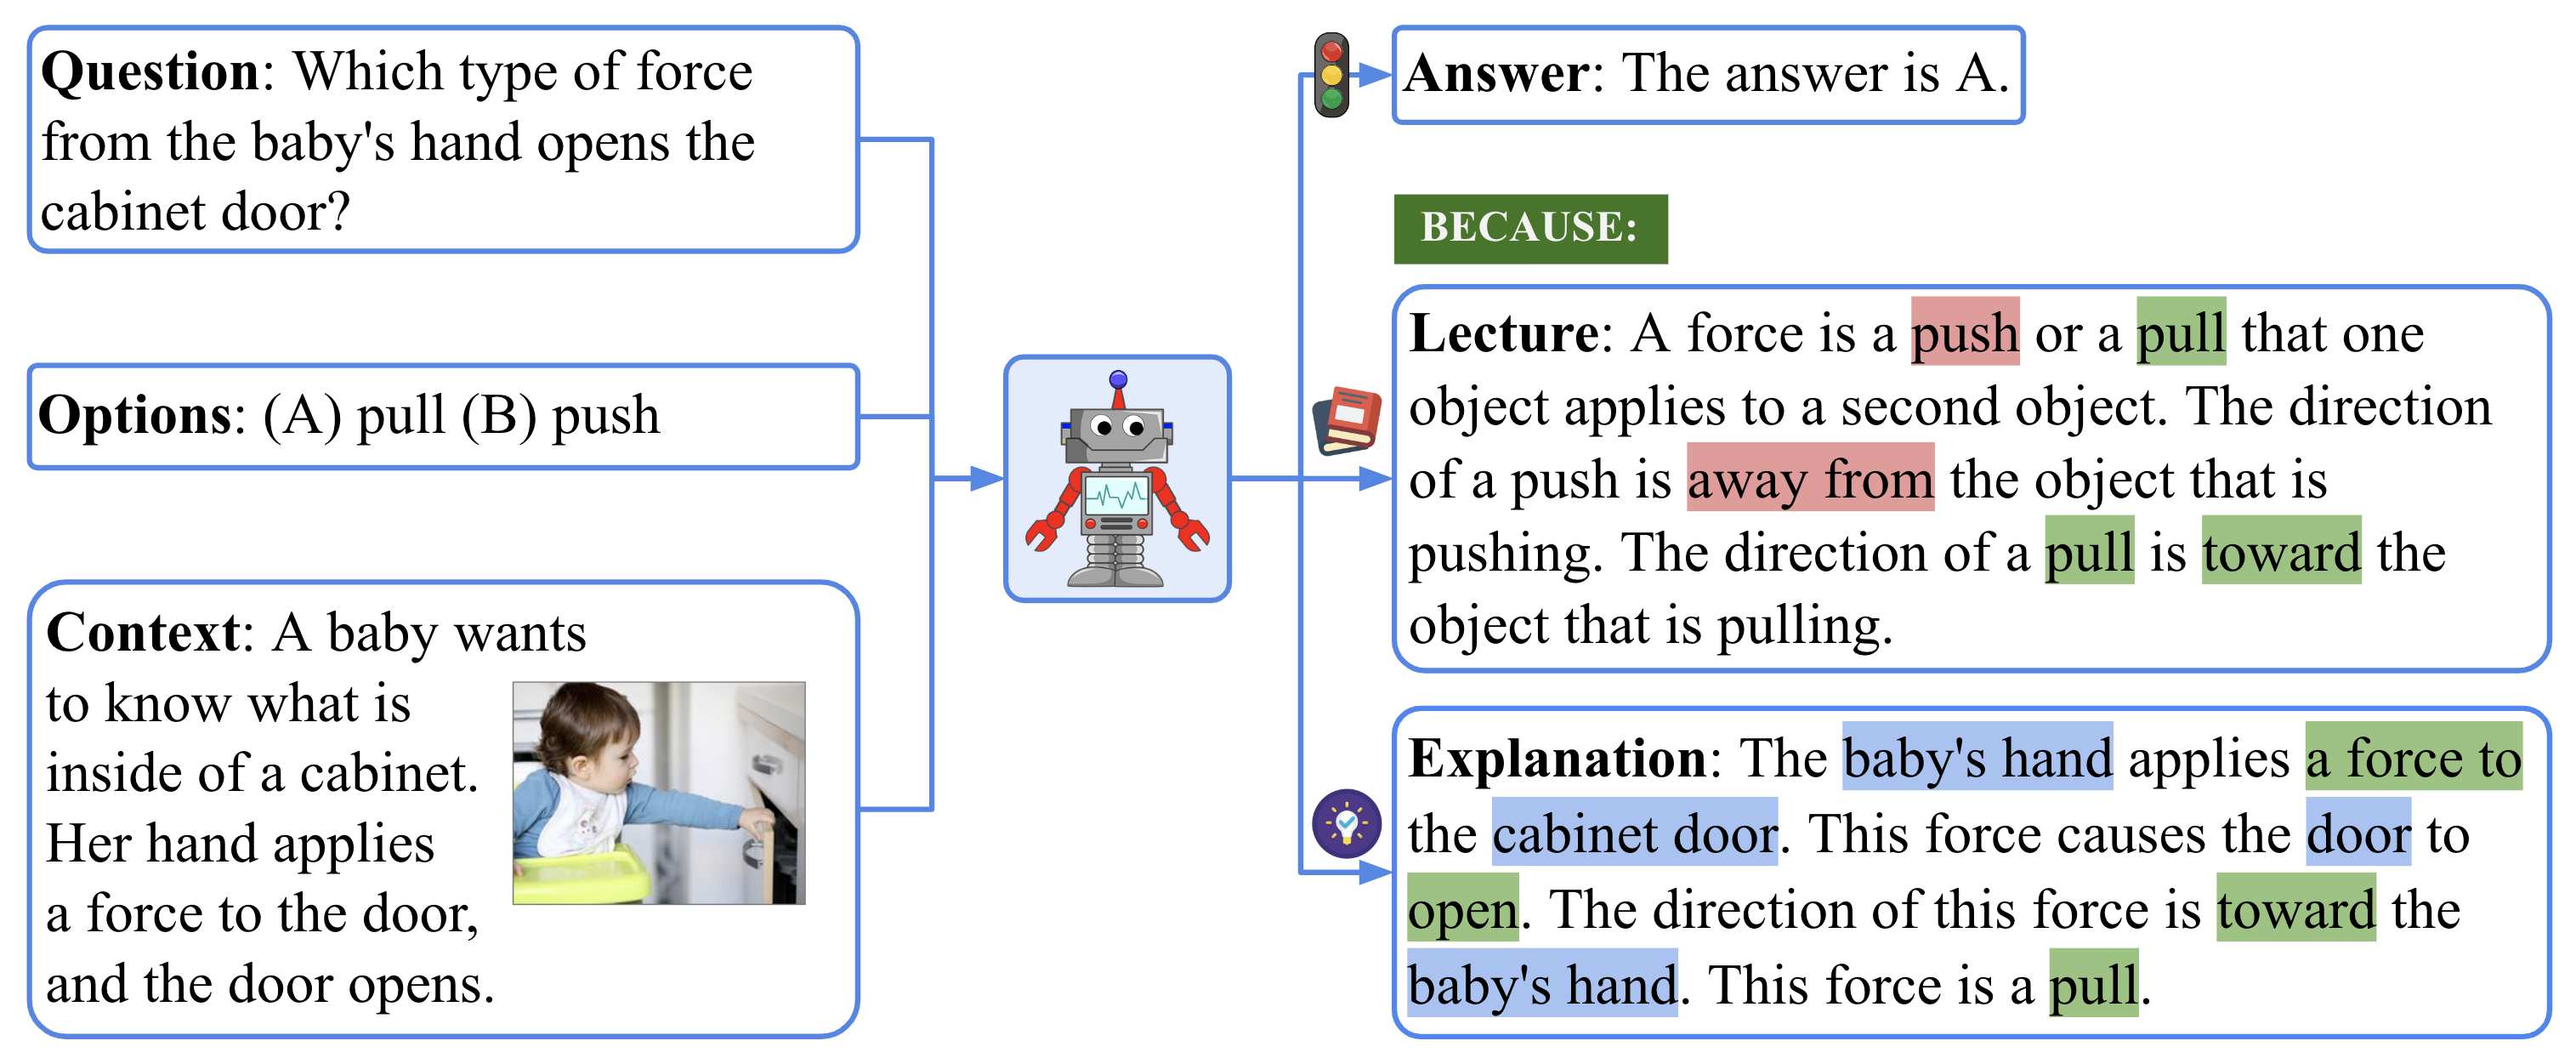 Question: Which type of force
from the baby's hand opens the
cabinet door?
Options: (A) pull (B) push
Context: A baby wants
to know what is
inside of a cabinet.
Her hand applies
a force to the door,
and the door opens.
Answer: The answer is A.
BECAUSE:
Lecture: A force is a push or a pull that one
object applies to a second object. The direction
of a push is away from the object that is
pushing. The direction of a pull is toward the
object that is pulling.
Explanation: The baby's hand applies a force to
the cabinet door. This force causes the door to
open. The direction of this force is toward the
baby's hand. This force is a pull.